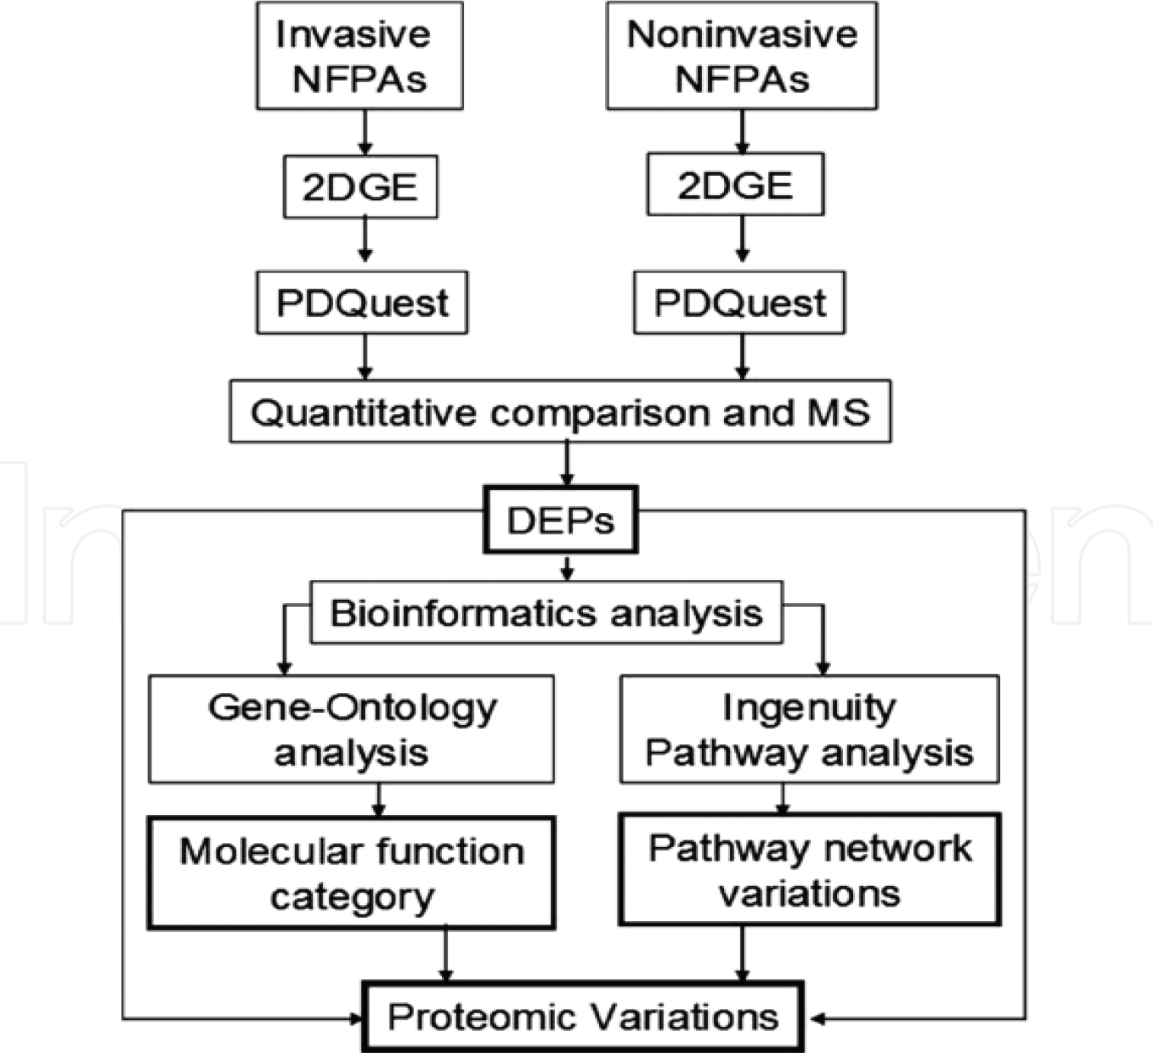 Invasive
NFPAs
Noninvasive
NFPAs
2DGE
2DGE
PDQuest
PDQuest
Quantitative comparison and MS
DEPs
Bioinformatics analysis
Gene-Ontology
analysis
Ingenuity
Pathway analysis
Molecular function
category
Pathway network
variations
Proteomic Variations